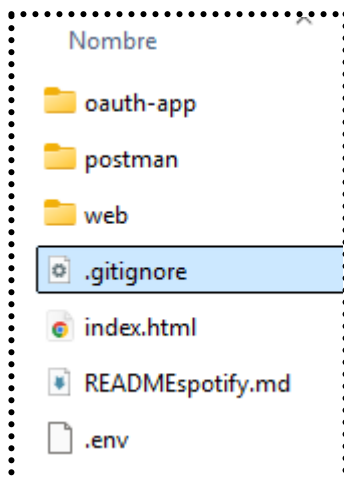 Nombre
oauth-app
postman
web
.gitignore
index.html
READMEspotify.md
.env